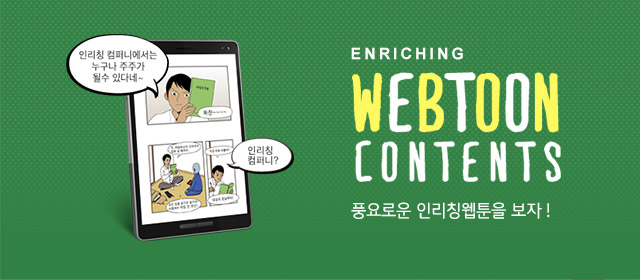 인리칭 컴퍼니에서는
누구나 주주가
될수 있다네~
인리칭
컴퍼니?
ENRICHING
WEBTOON
CONTENTS
풍요로운 인리칭웹툰을 보자 !